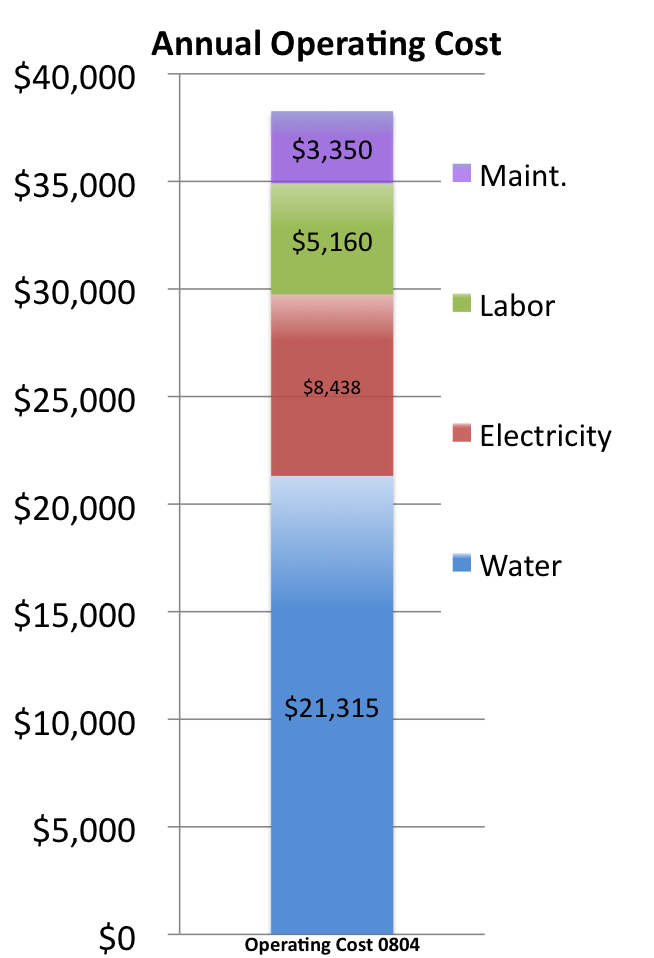 Annual Operating Cost
$40,000
$35,000
$30,000
$25,000
$20,000
$15,000
$10,000
$5,000
$0
$3,350
$5,160
$8,438
$21,315
Maint.
Labor
Electricity
Water
Operating Cost 0804